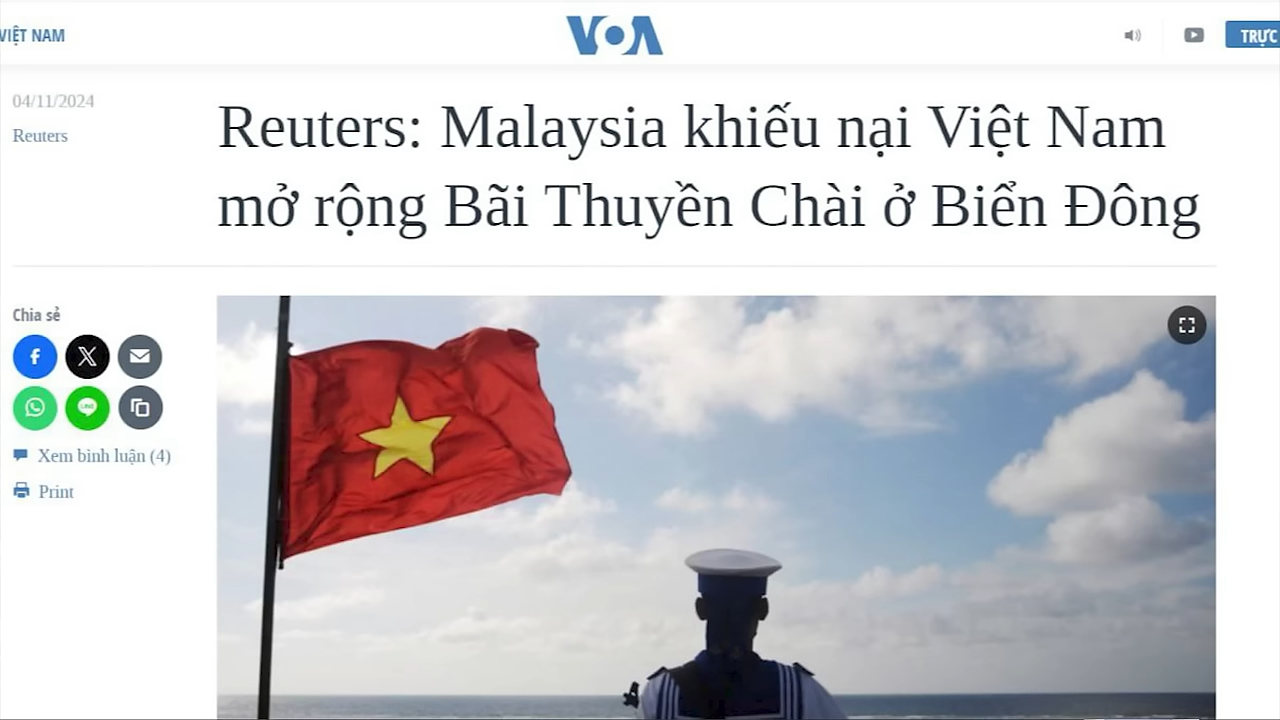 VIỆT NAM
VOA
TRỰC
04/11/2024
Reuters
Reuters: Malaysia khiếu nại Việt Nam
mở rộng Bãi Thuyền Chài ở Biển Đông
Chia sẻ
LINE
Xem bình luận (4)
Print